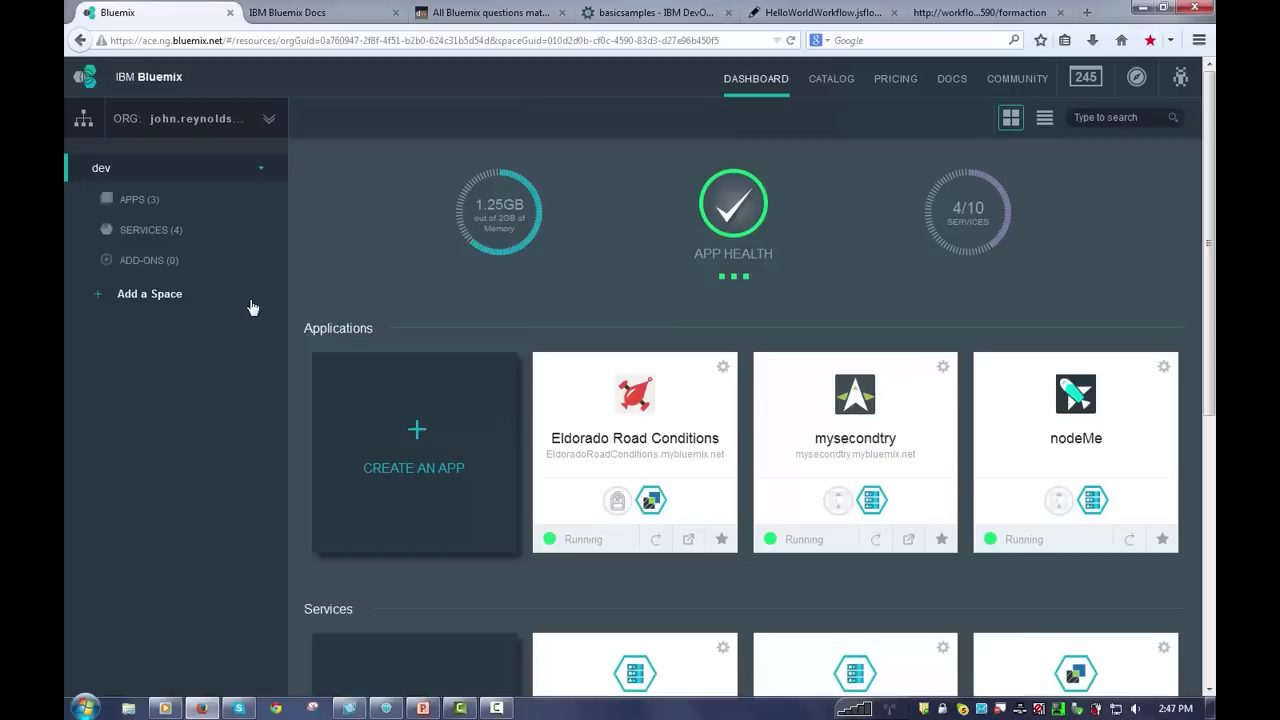 Bluemix
IBM Bluemix Docs
All Bluemix questions mat...
basicsamples - IBM DevO...
HelloWorldWorkflow.jsflo...
http://workflo...590/formaction
https://ace.ng.bluemix.net/#/resources/orgGuid=0a760947-2f8f-4f51-b2b0-624c31b5d54d&spaceGuid=010d2d0b-cf0c-4590-83d3-d27e96b450f5
Google
IBM Bluemix
DASHBOARD
CATALOG
PRICING
DOCS
COMMUNITY
245
ORG: john.reynolds...
Type to search
dev
APPS (3)
SERVICES (4)
ADD-ONS (0)
+ Add a Space
1.25GB
out of 2GB of
Memory
APP HEALTH
4/10
SERVICES
Applications
+
CREATE AN APP
Eldorado Road Conditions
EldoradoRoadConditions.mybluemix.net
Running
mysecondtry
mysecondtry.mybluemix.net
Running
nodeMe
Running
Services
2:47 PM